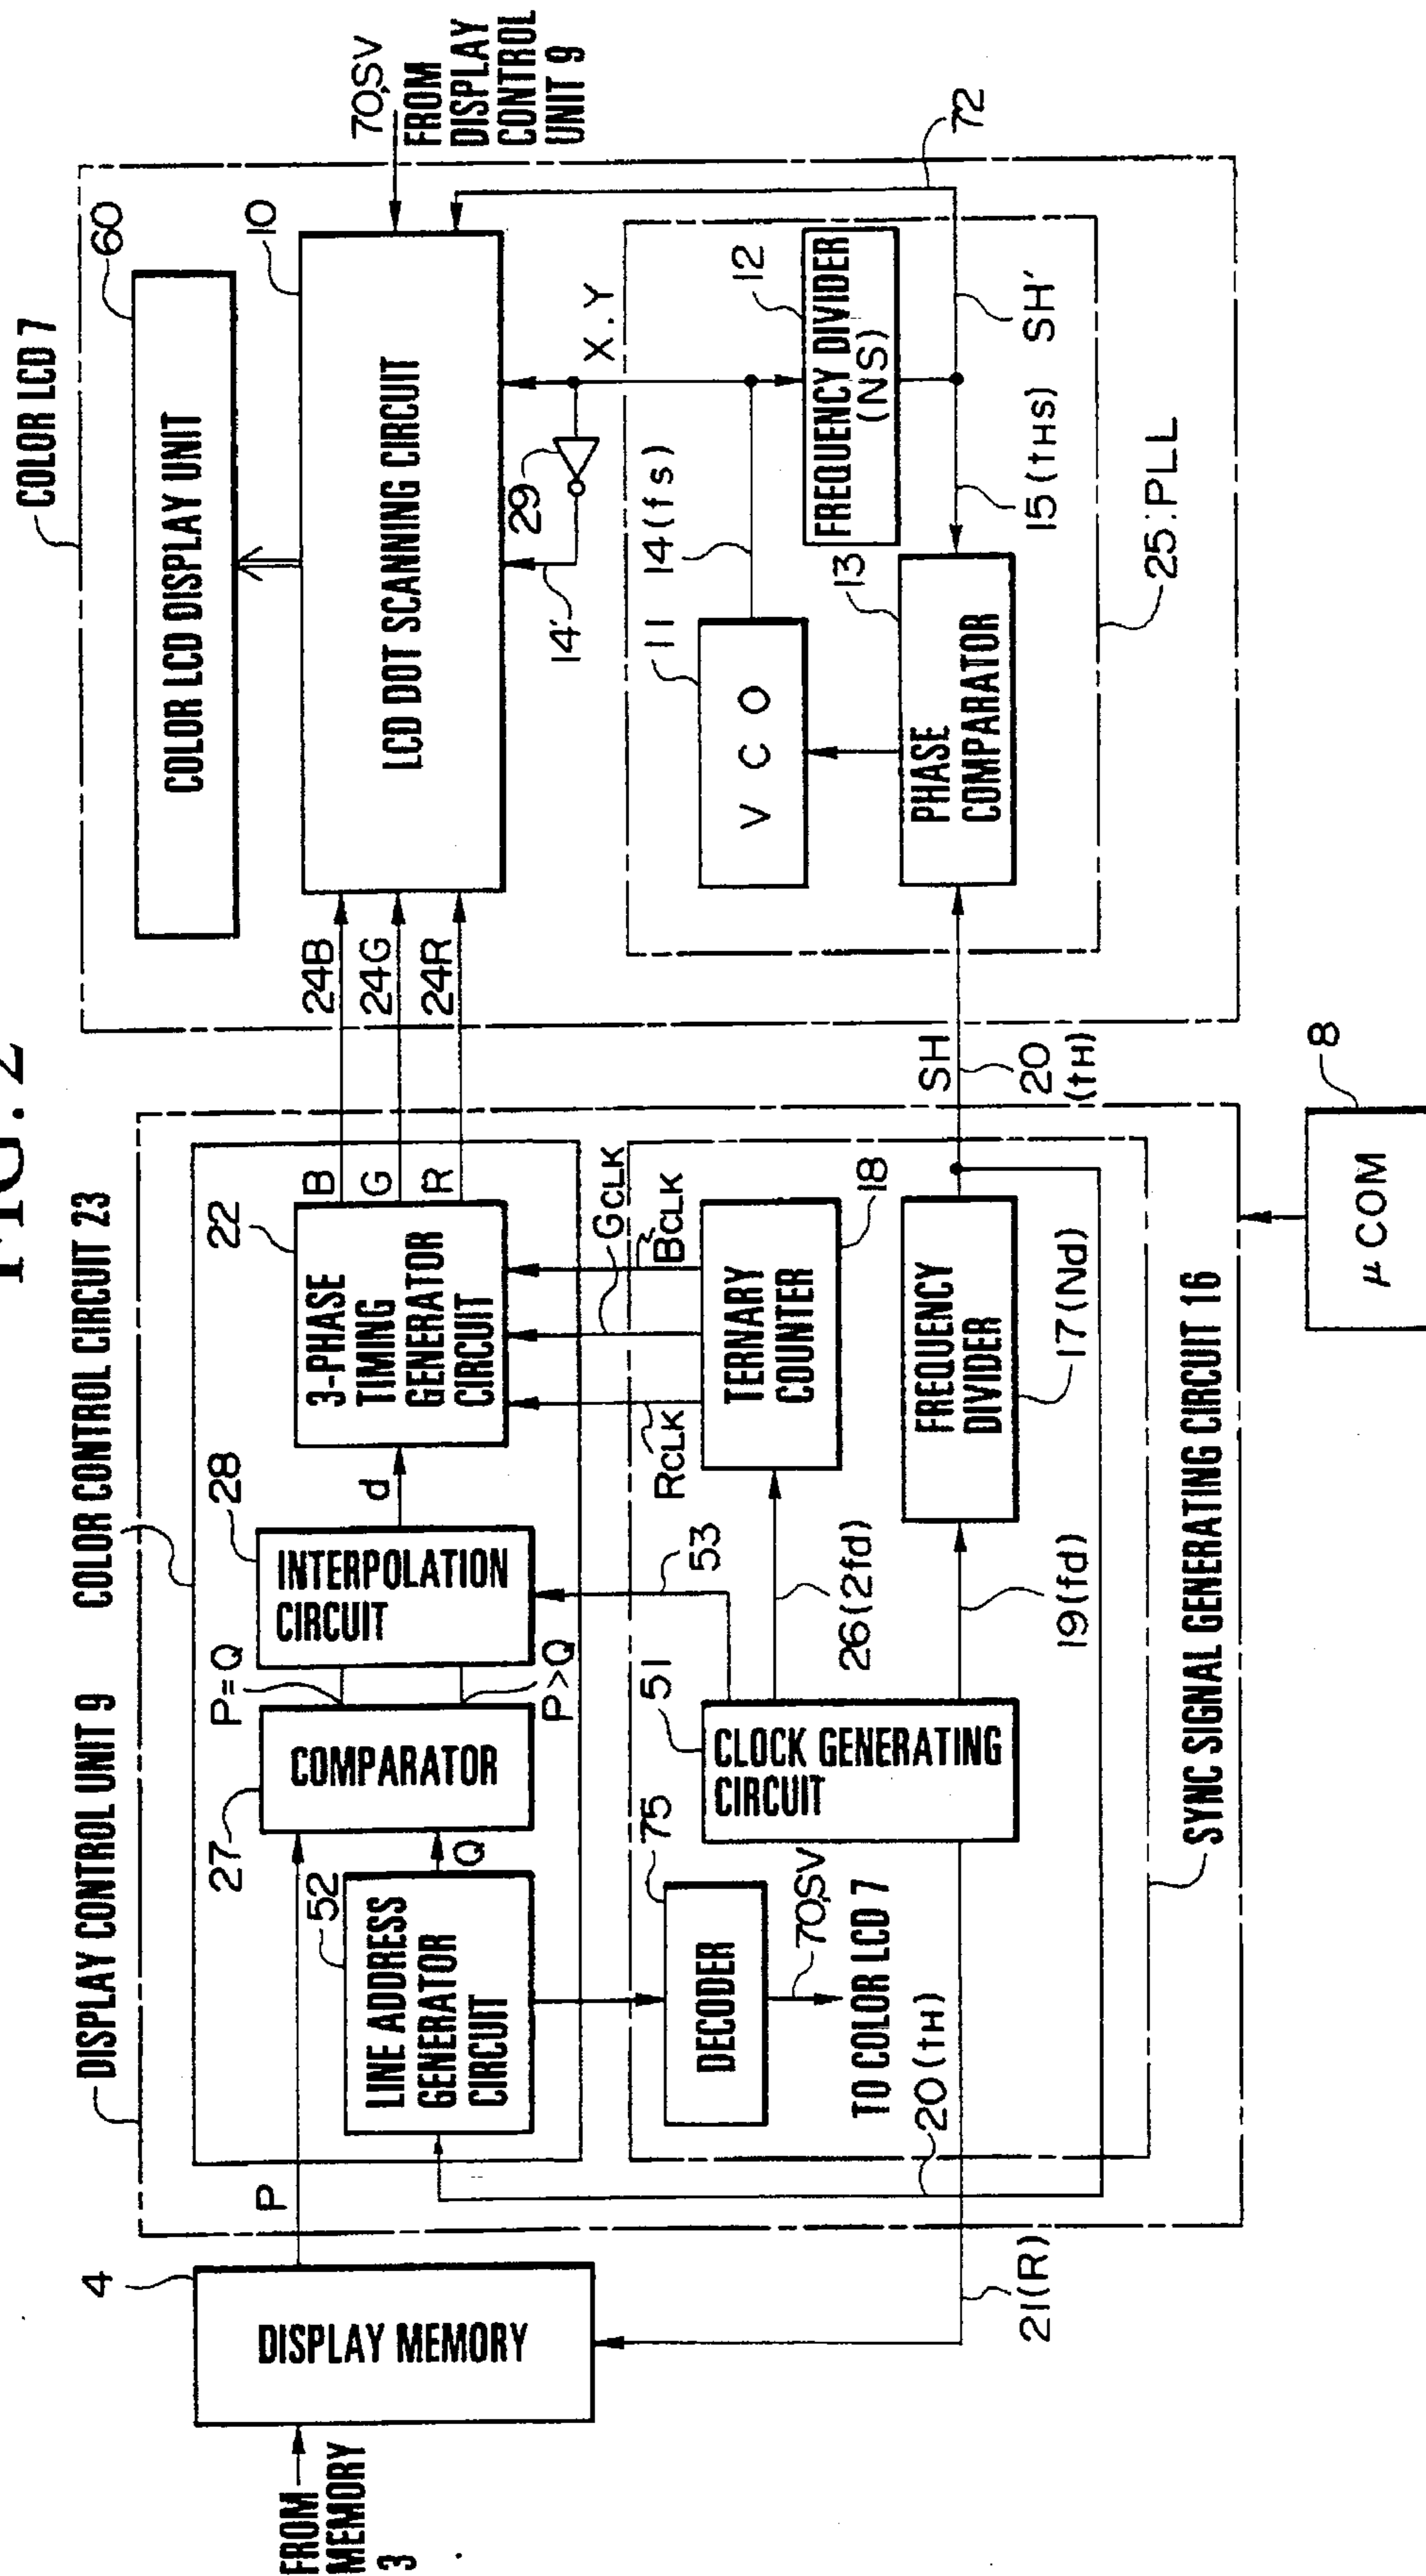 FIG. 2
DISPLAY CONTROL UNIT 9
COLOR CONTROL CIRCUIT 23
COLOR LCD 7
FROM
MEMORY
3
4
DISPLAY MEMORY
P
21(R)
52
LINE ADDRESS
GENERATOR
CIRCUIT
Q
27
COMPARATOR
P=Q
P>Q
28
INTERPOLATION
CIRCUIT
d
22
3-PHASE
TIMING
GENERATOR
CIRCUIT
B
G
R
24B
24G
24R
75
DECODER
70,SV
TO COLOR LCD 7
20(tH)
51
CLOCK GENERATING
CIRCUIT
53
26(2fd)
19(fd)
RCLK
GCLK
BCLK
TERNARY
COUNTER
18
FREQUENCY
DIVIDER
17(Nd)
SYNC SIGNAL GENERATING CIRCUIT 16
μCOM
8
SH
20
(tH)
60
COLOR LCD DISPLAY UNIT
10
LCD DOT SCANNING CIRCUIT
70,SV
FROM
DISPLAY
CONTROL
UNIT 9
14'
29
X.Y
11
VCO
14(fs)
12
FREQUENCY DIVIDER
(NS)
13
PHASE
COMPARATOR
15(tHS)
SH'
72
25:PLL